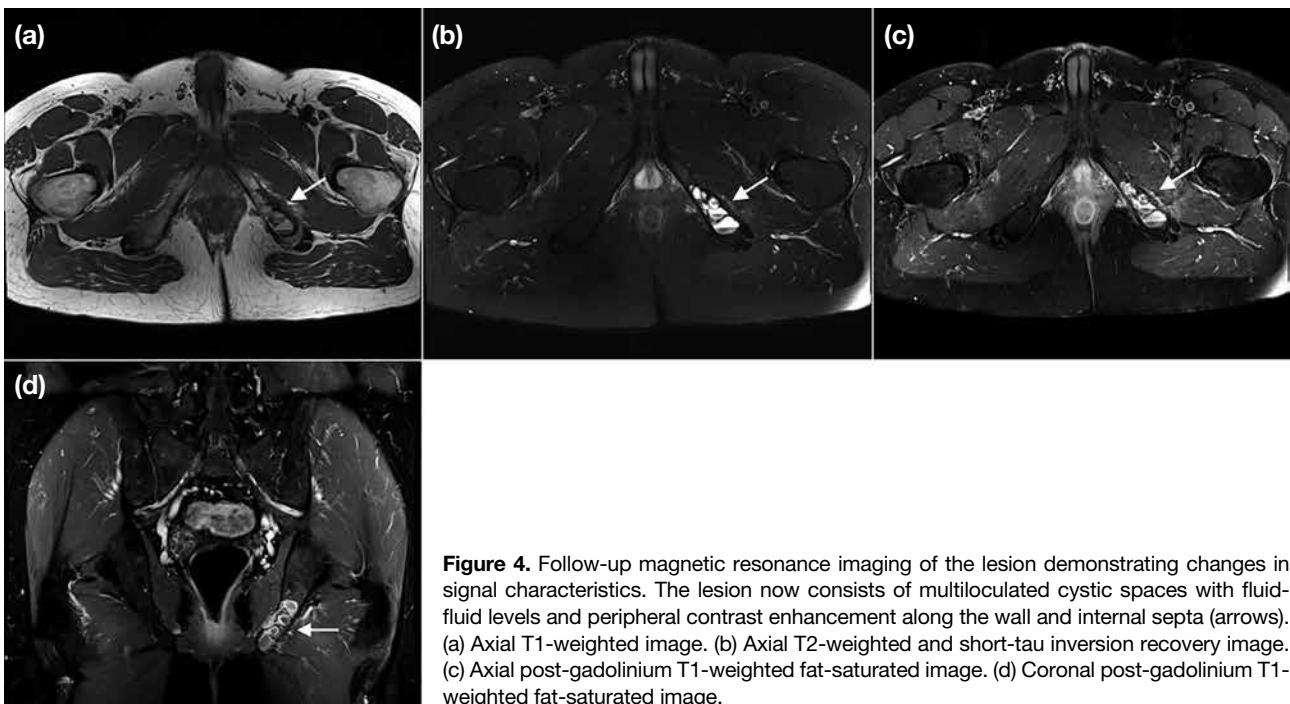 (a)
(b)
(c)
(d)
Figure 4. Follow-up magnetic resonance imaging of the lesion demonstrating changes in
signal characteristics. The lesion now consists of multiloculated cystic spaces with fluid-
fluid levels and peripheral contrast enhancement along the wall and internal septa (arrows).
(a) Axial T1-weighted image. (b) Axial T2-weighted and short-tau inversion recovery image.
(c) Axial post-gadolinium T1-weighted fat-saturated image. (d) Coronal post-gadolinium T1-
weighted fat-saturated image.